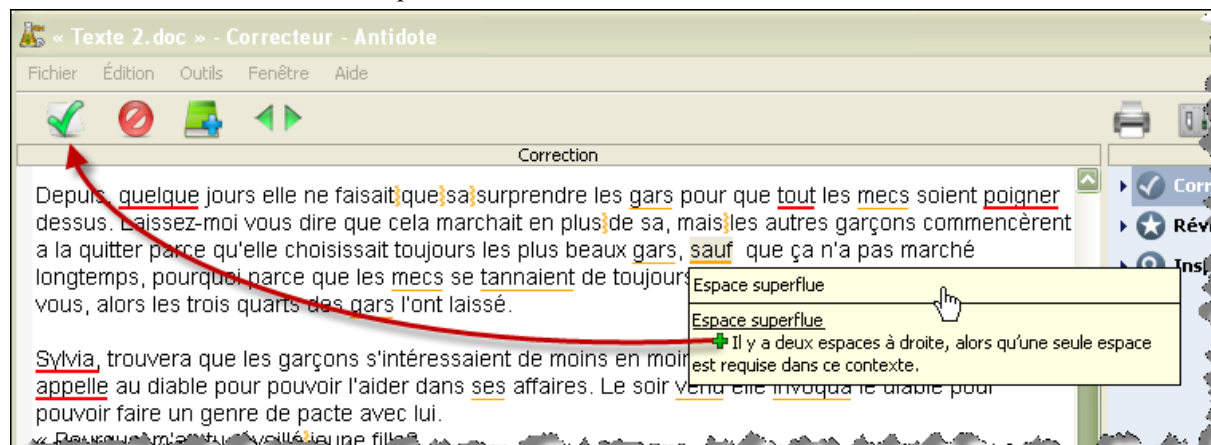 « Texte 2.doc » - Correcteur - Antidote
Fichier Édition Outils Fenêtre Aide
Correction
Depuis, quelque jours elle ne faisait que sa surprendre les gars pour que tout les mecs soient poigner
dessus. Laissez-moi vous dire que cela marchait en plus de sa, mais les autres garçons commencèrent
a la quitter parce qu'elle choisissait toujours les plus beaux gars, sauf que ça n'a pas marché
longtemps, pourquoi parce que les mecs se tannaient de toujours
vous, alors les trois quarts des gars l'ont laissé.
Espace superflue
Espace superflue
Il y a deux espaces à droite, alors qu'une seule espace
est requise dans ce contexte.
Sylvia, trouvera que les garçons s'intéressaient de moins en moin
appelle au diable pour pouvoir l'aider dans ses affaires. Le soir venu elle invoqua le diable pour
pouvoir faire un genre de pacte avec lui.
Corr
Rév
Ins